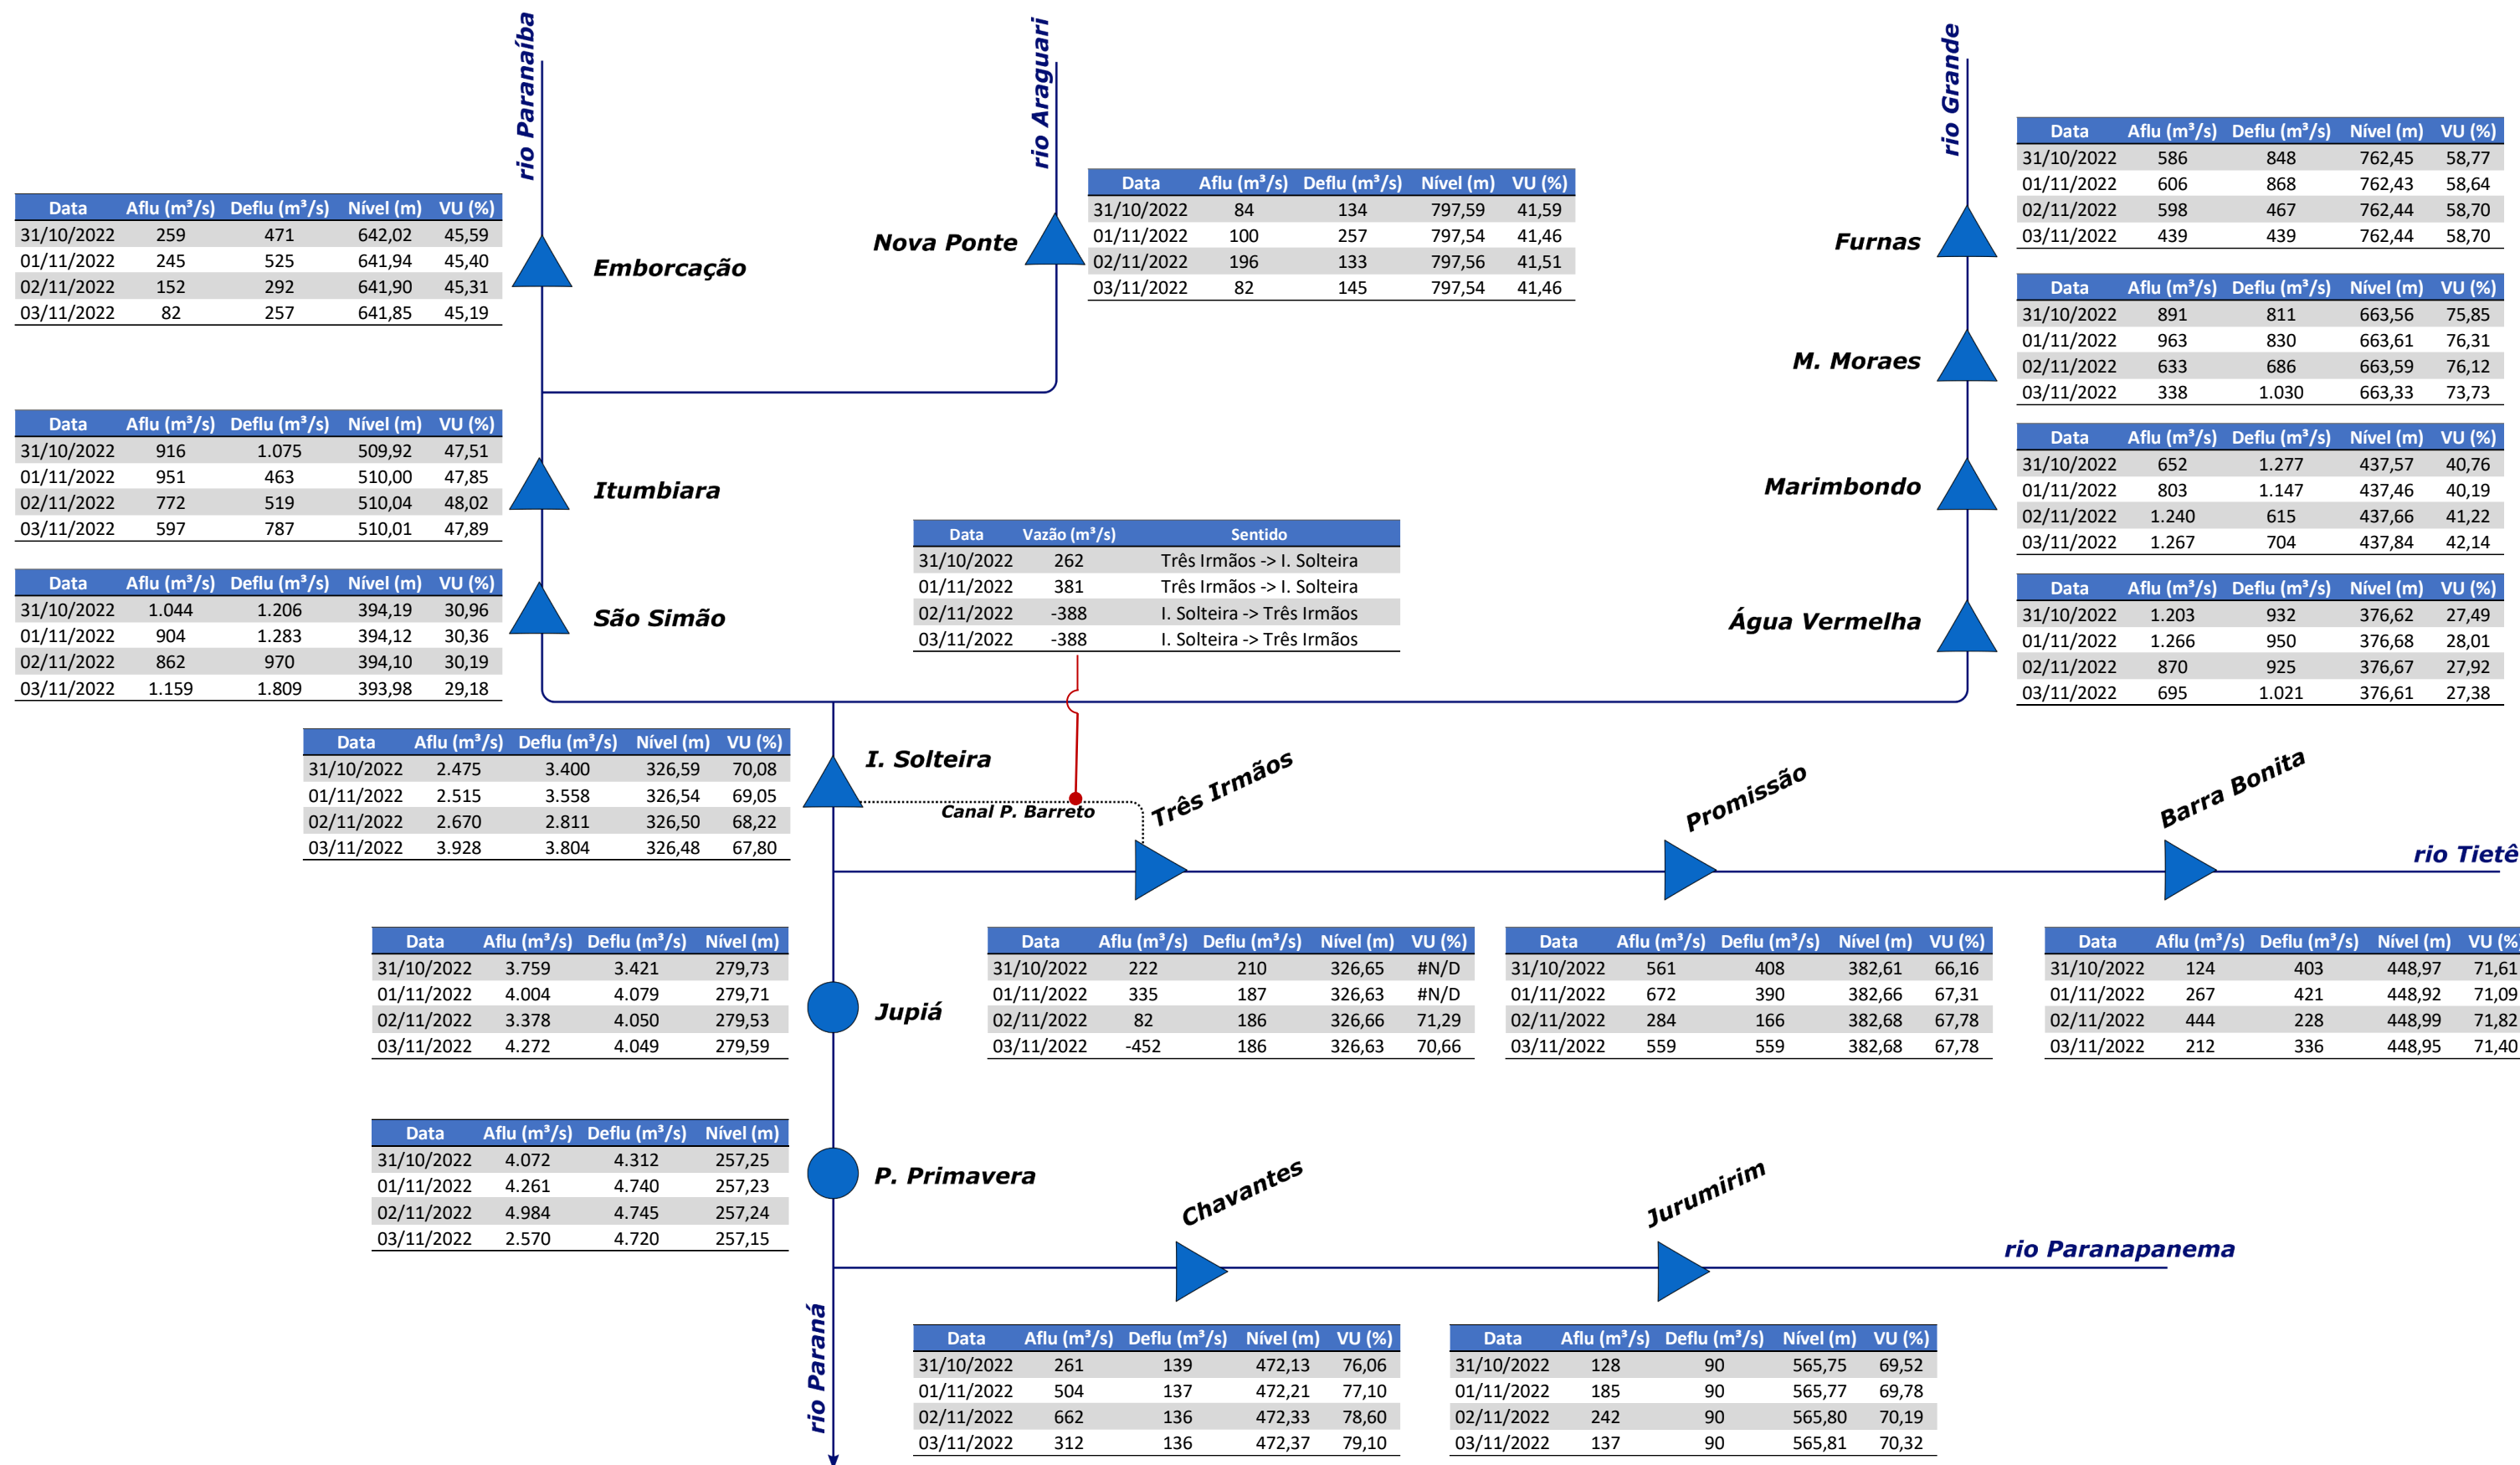 rio Paranaíba
rio Araguari
rio Grande
Data Aflu (m³/s) Deflu (m³/s) Nível (m) VU (%)
31/10/2022 259 471 642,02 45,59
01/11/2022 245 525 641,94 45,40
02/11/2022 152 292 641,90 45,31
03/11/2022 82 257 641,85 45,19
Emborcação
Nova Ponte
Data Aflu (m³/s) Deflu (m³/s) Nível (m) VU (%)
31/10/2022 84 134 797,59 41,59
01/11/2022 100 257 797,54 41,46
02/11/2022 196 133 797,56 41,51
03/11/2022 82 145 797,54 41,46
Furnas
Data Aflu (m³/s) Deflu (m³/s) Nível (m) VU (%)
31/10/2022 586 848 762,45 58,77
01/11/2022 606 868 762,43 58,64
02/11/2022 598 467 762,44 58,70
03/11/2022 439 439 762,44 58,70
M. Moraes
Data Aflu (m³/s) Deflu (m³/s) Nível (m) VU (%)
31/10/2022 891 811 663,56 75,85
01/11/2022 963 830 663,61 76,31
02/11/2022 633 686 663,59 76,12
03/11/2022 338 1.030 663,33 73,73
Data Aflu (m³/s) Deflu (m³/s) Nível (m) VU (%)
31/10/2022 916 1.075 509,92 47,51
01/11/2022 951 463 510,00 47,85
02/11/2022 772 519 510,04 48,02
03/11/2022 597 787 510,01 47,89
Itumbiara
Marimbondo
Data Aflu (m³/s) Deflu (m³/s) Nível (m) VU (%)
31/10/2022 652 1.277 437,57 40,76
01/11/2022 803 1.147 437,46 40,19
02/11/2022 1.240 615 437,66 41,22
03/11/2022 1.267 704 437,84 42,14
Data Aflu (m³/s) Deflu (m³/s) Nível (m) VU (%)
31/10/2022 1.044 1.206 394,19 30,96
01/11/2022 904 1.283 394,12 30,36
02/11/2022 862 970 394,10 30,19
03/11/2022 1.159 1.809 393,98 29,18
São Simão
Data Vazão (m³/s) Sentido
31/10/2022 262 Três Irmãos -> I. Solteira
01/11/2022 381 Três Irmãos -> I. Solteira
02/11/2022 -388 I. Solteira -> Três Irmãos
03/11/2022 -388 I. Solteira -> Três Irmãos
Água Vermelha
Data Aflu (m³/s) Deflu (m³/s) Nível (m) VU (%)
31/10/2022 1.203 932 376,62 27,49
01/11/2022 1.266 950 376,68 28,01
02/11/2022 870 925 376,67 27,92
03/11/2022 695 1.021 376,61 27,38
Data Aflu (m³/s) Deflu (m³/s) Nível (m) VU (%)
31/10/2022 2.475 3.400 326,59 70,08
01/11/2022 2.515 3.558 326,54 69,05
02/11/2022 2.670 2.811 326,50 68,22
03/11/2022 3.928 3.804 326,48 67,80
I. Solteira
Canal P. Barreto
Três Irmãos
Promissão
Barra Bonita
rio Tietê
Data Aflu (m³/s) Deflu (m³/s) Nível (m)
31/10/2022 3.759 3.421 279,73
01/11/2022 4.004 4.079 279,71
02/11/2022 3.378 4.050 279,53
03/11/2022 4.272 4.049 279,59
Jupiá
Data Aflu (m³/s) Deflu (m³/s) Nível (m) VU (%)
31/10/2022 222 210 326,65 #N/D
01/11/2022 335 187 326,63 #N/D
02/11/2022 82 186 326,66 71,29
03/11/2022 -452 186 326,63 70,66
Data Aflu (m³/s) Deflu (m³/s) Nível (m) VU (%)
31/10/2022 561 408 382,61 66,16
01/11/2022 672 390 382,66 67,31
02/11/2022 284 166 382,68 67,78
03/11/2022 559 559 382,68 67,78
Data Aflu (m³/s) Deflu (m³/s) Nível (m) VU (%)
31/10/2022 124 403 448,97 71,61
01/11/2022 267 421 448,92 71,09
02/11/2022 444 228 448,99 71,82
03/11/2022 212 336 448,95 71,40
Data Aflu (m³/s) Deflu (m³/s) Nível (m)
31/10/2022 4.072 4.312 257,25
01/11/2022 4.261 4.740 257,23
02/11/2022 4.984 4.745 257,24
03/11/2022 2.570 4.720 257,15
P. Primavera
Chavantes
Jurumirim
rio Paranapanema
rio Paraná
Data Aflu (m³/s) Deflu (m³/s) Nível (m) VU (%)
31/10/2022 261 139 472,13 76,06
01/11/2022 504 137 472,21 77,10
02/11/2022 662 136 472,33 78,60
03/11/2022 312 136 472,37 79,10
Data Aflu (m³/s) Deflu (m³/s) Nível (m) VU (%)
31/10/2022 128 90 565,75 69,52
01/11/2022 185 90 565,77 69,78
02/11/2022 242 90 565,80 70,19
03/11/2022 137 90 565,81 70,32